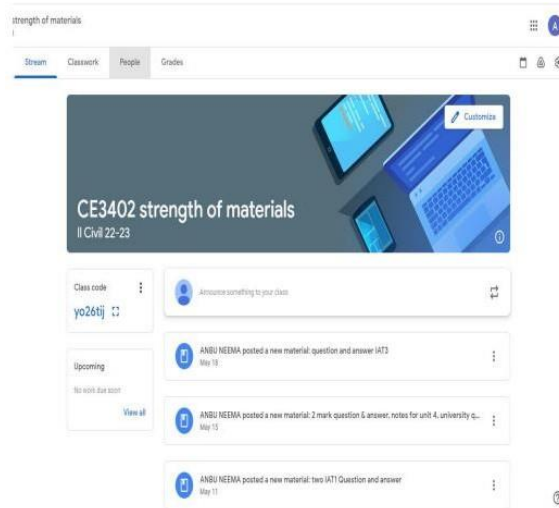 strength of materials
A
Stream Classwork People Grades
Customize
CE3402 strength of materials
II Civil 22-23
Class code
yo26tij
Announce something to your class
ANBU NEEMA posted a new material: question and answer IAT3
May 18
Upcoming
No work due soon
View all
ANBU NEEMA posted a new material: 2 mark question & answer, notes for unit 4, university q...
May 15
ANBU NEEMA posted a new material: two IAT1 Question and answer
May 11